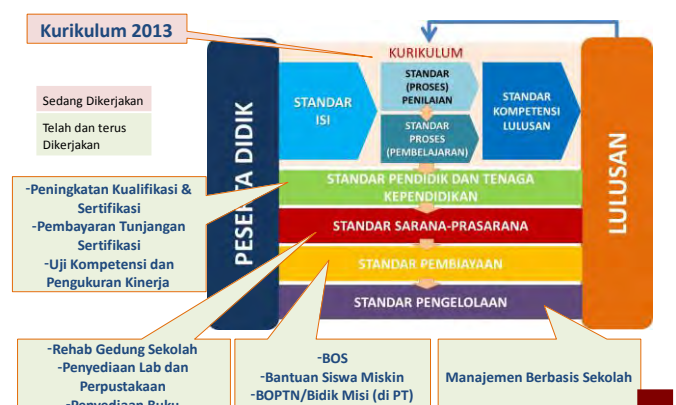 Kurikulum 2013
KURIKULUM
Sedang Dikerjakan
Telah dan terus
Dikerjakan
PESERTA DIDIK
STANDAR
ISI
STANDAR
(PROSES)
PENILAIAN
STANDAR
PROSES
(PEMBELAJARAN)
STANDAR
KOMPETENSI
LULUSAN
LULUSAN
STANDAR PENDIDIK DAN TENAGA
KEPENDIDIKAN
STANDAR SARANA-PRASARANA
STANDAR PEMBIAYAAN
STANDAR PENGELOLAAN
-Peningkatan Kualifikasi &
Sertifikasi
-Pembayaran Tunjangan
Sertifikasi
-Uji Kompetensi dan
Pengukuran Kinerja
-Rehab Gedung Sekolah
-Penyediaan Lab dan
Perpustakaan
-Penyediaan Buku
-BOS
-Bantuan Siswa Miskin
-BOPTN/Bidik Misi (di PT)
Manajemen Berbasis Sekolah